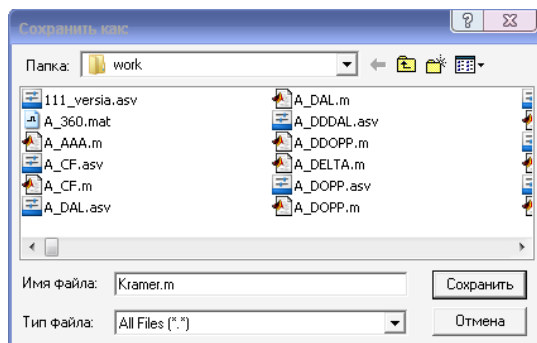 Сохранить как
Папка: work
111_versia.asv
A_360.mat
A_AAA.m
A_CF.asv
A_CF.m
A_DAL.asv
A_DAL.m
A_DDDAL.asv
A_DDOPP.m
A_DELTA.m
A_DOPP.asv
A_DOPP.m
Имя файла: Kramer.m
Сохранить
Тип файла: All Files (*.*)
Отмена